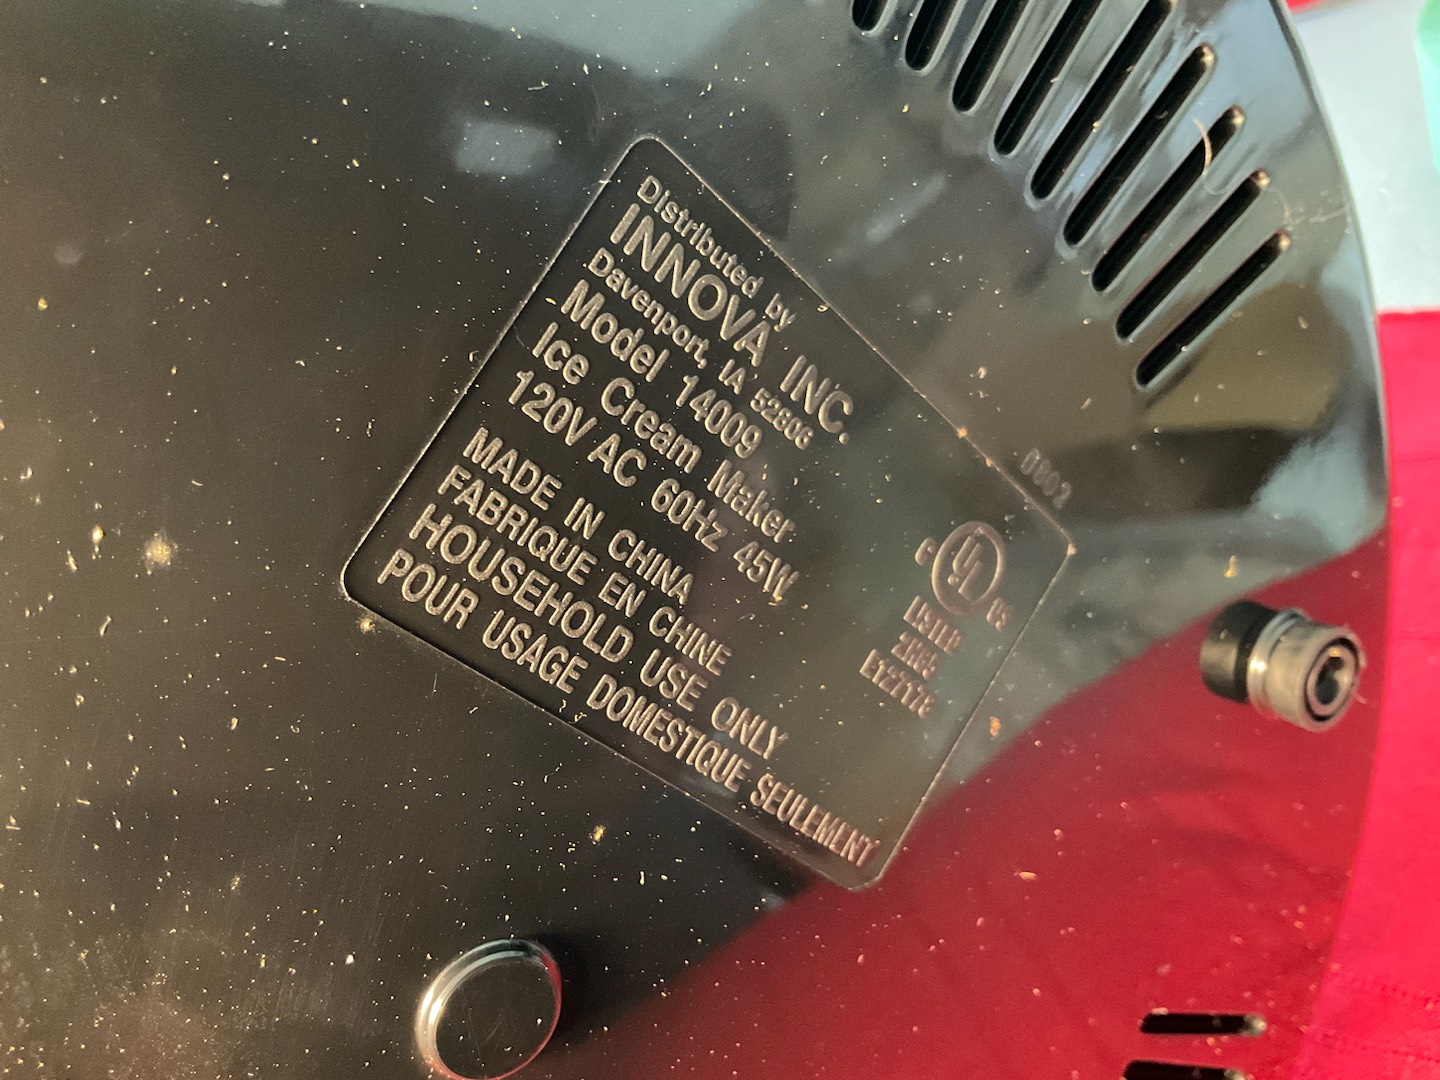 Distributed by
INNOVA INC.
Davenport, IA 52806
Model 14009
Ice Cream Maker
120V AC 60Hz 45W
MADE IN CHINA
FABRIQUE EN CHINE
HOUSEHOLD USE ONLY
POUR USAGE DOMESTIQUE SEULEMENT
C UL US
LISTED